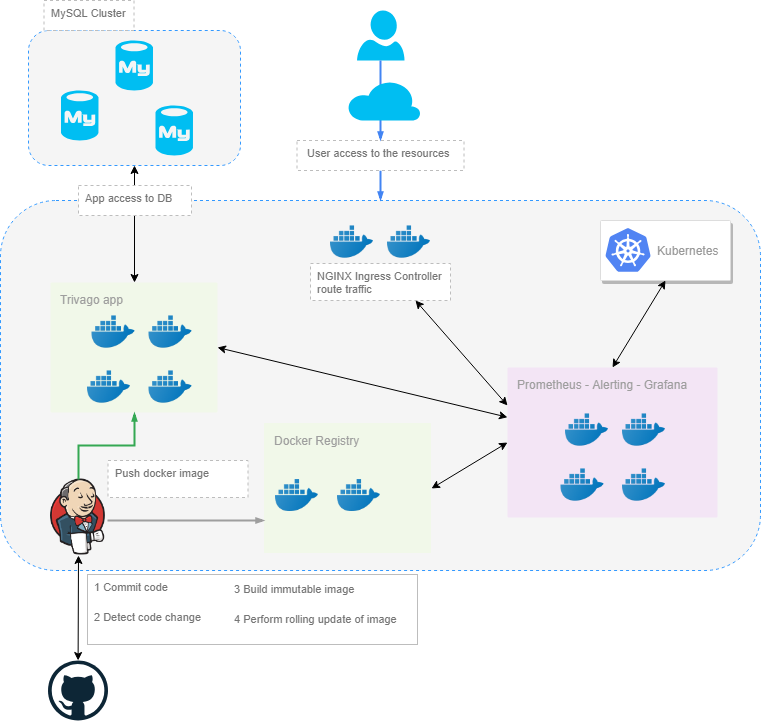 MySQL Cluster
My
My
My
User access to the resources
App access to DB
NGINX Ingress Controller
route traffic
Kubernetes
Trivago app
Prometheus - Alerting - Grafana
Docker Registry
Push docker image
1 Commit code
3 Build immutable image
2 Detect code change
4 Perform rolling update of image